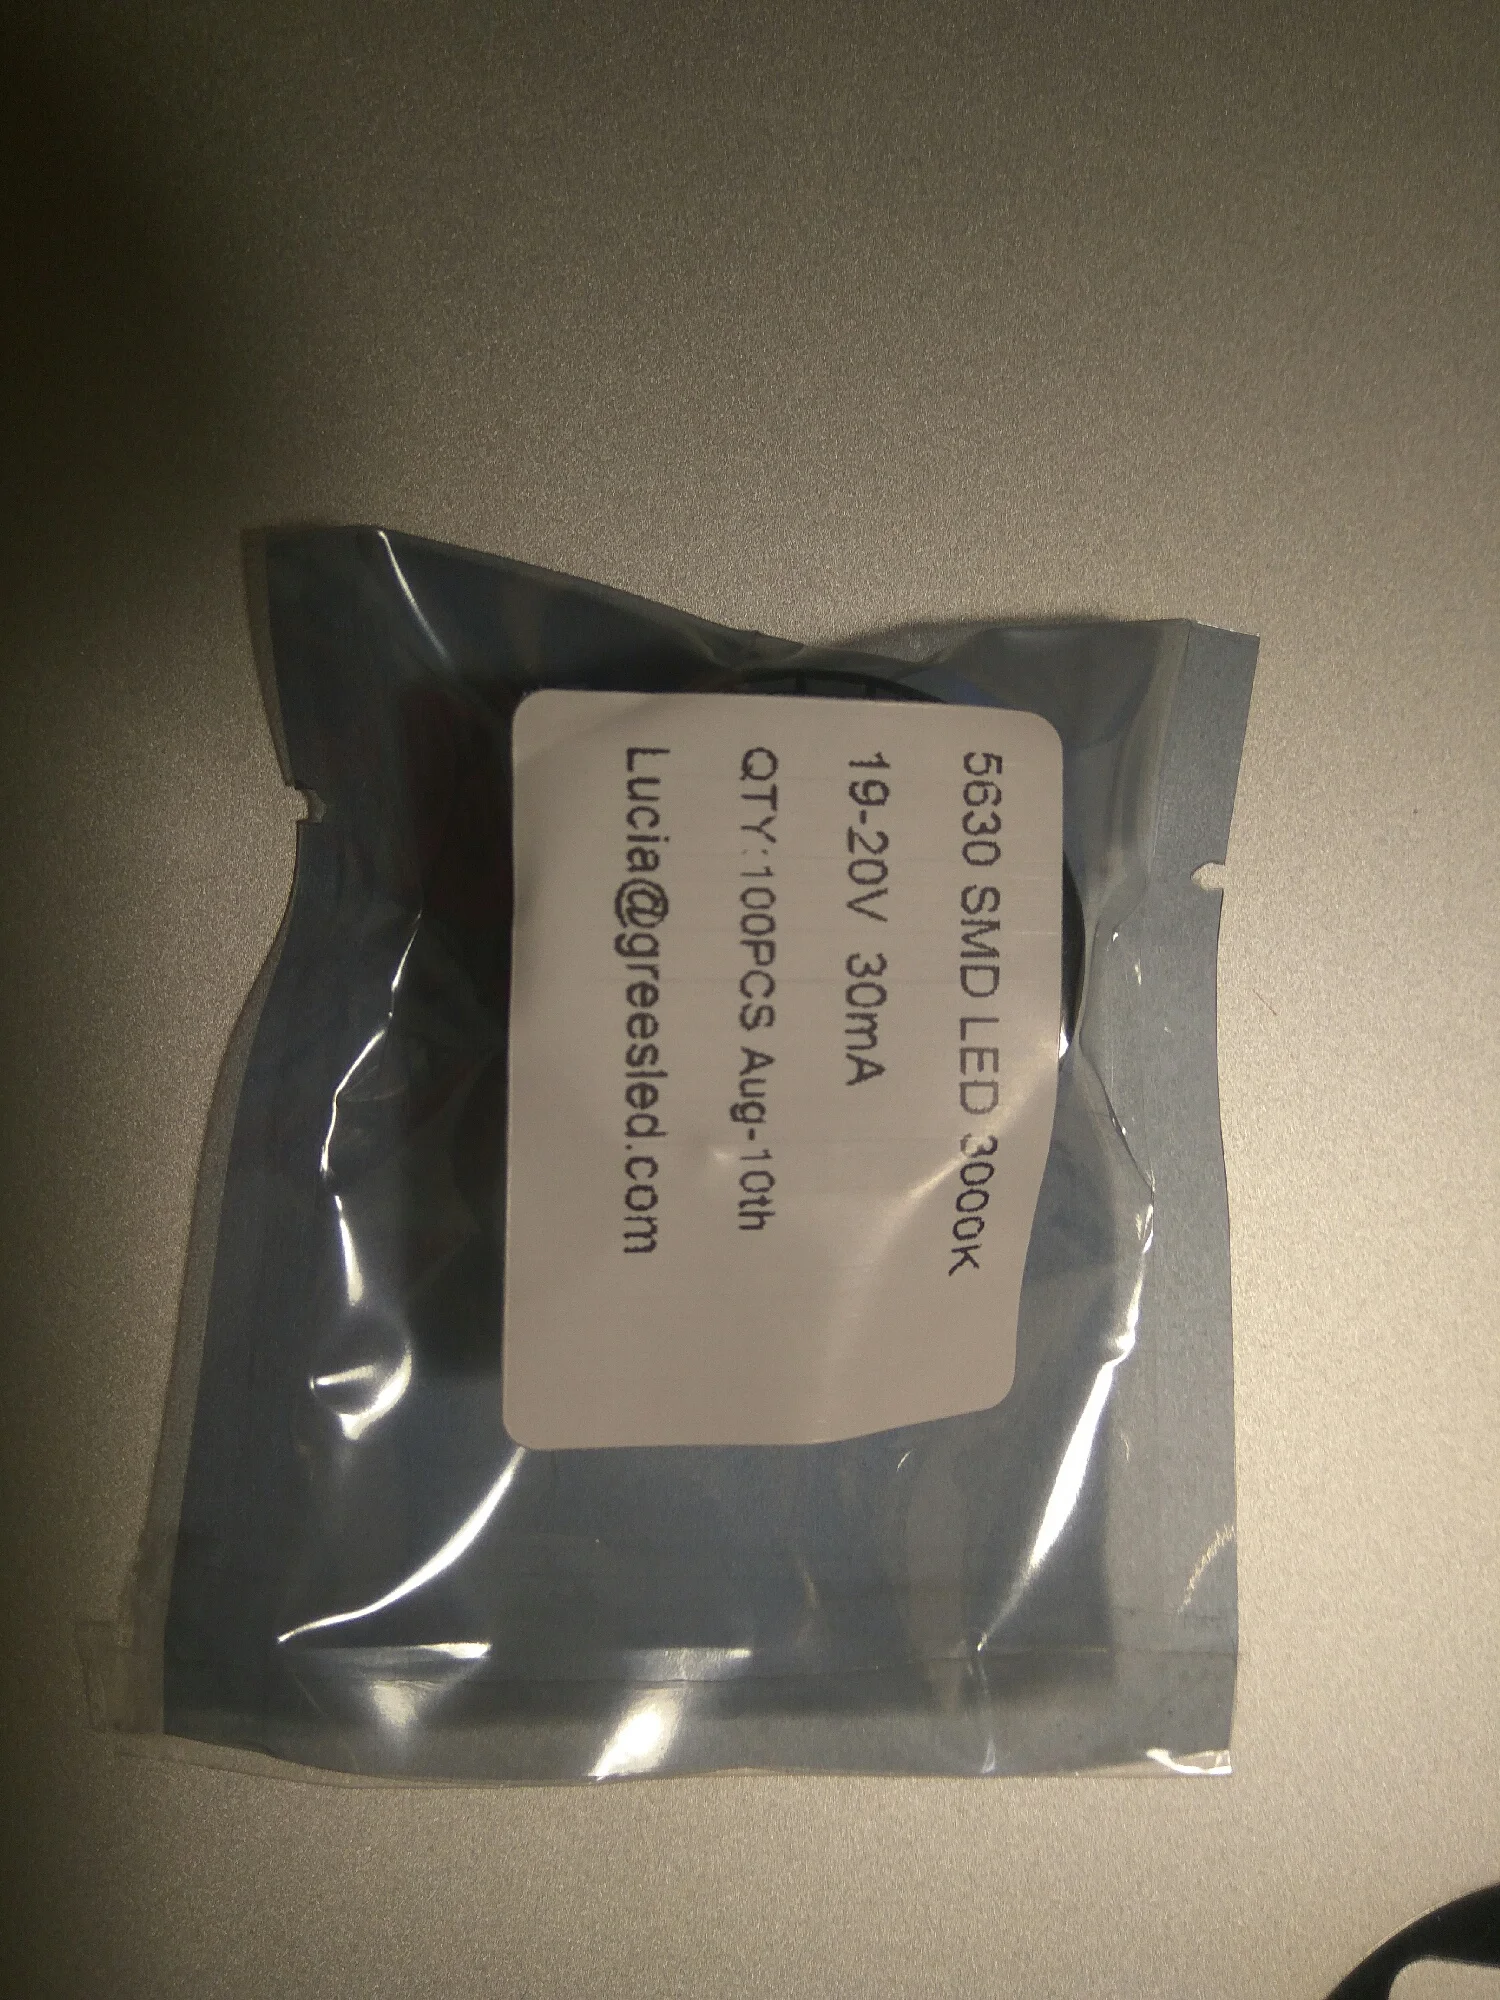 5630 SMD LED 3000K
19-20V 30mA
QTY:100PCS Aug-10th
Lucia@greesled.com